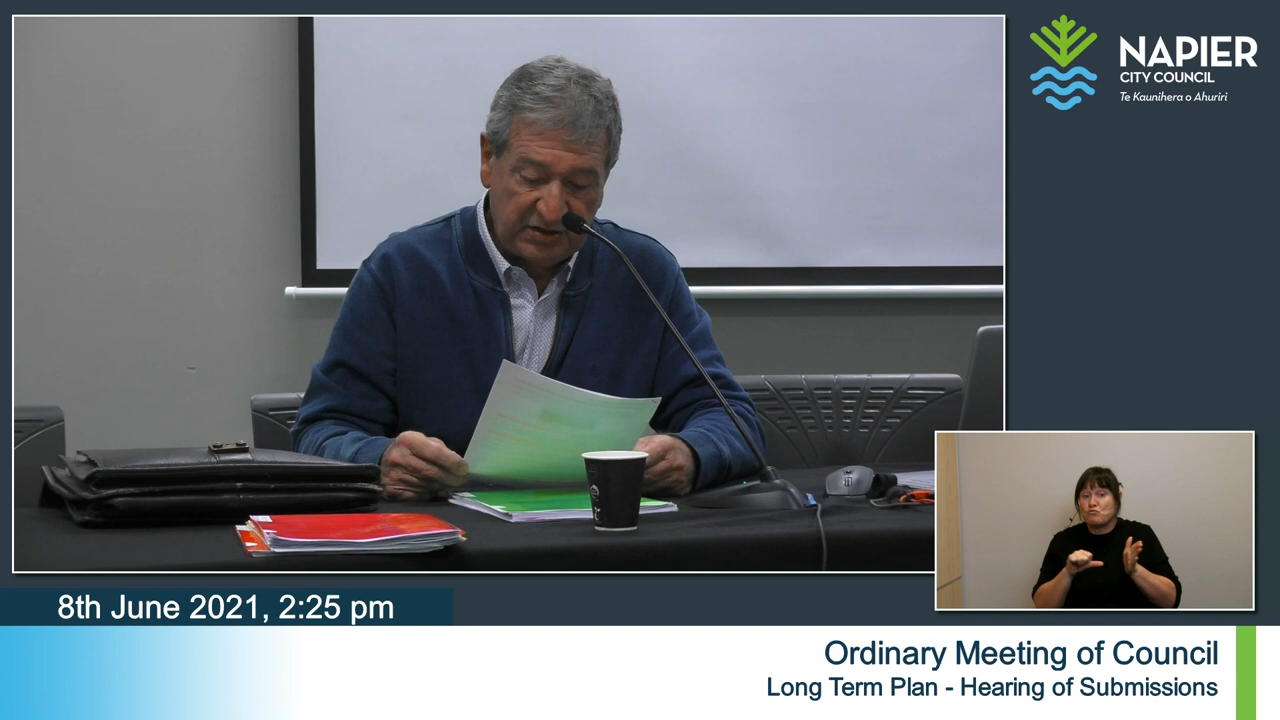 NAPIER
CITY COUNCIL
Te Kaunihera o Ahuriri
8th June 2021, 2:25 pm
Ordinary Meeting of Council
Long Term Plan - Hearing of Submissions